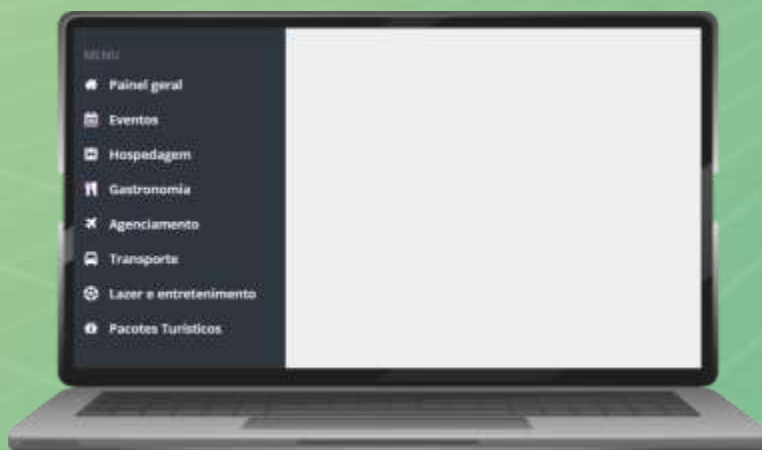 MENU
Painel geral
Eventos
Hospedagem
Gastronomia
Agenciamento
Transporte
Lazer e entretenimento
Pacotes Turísticos